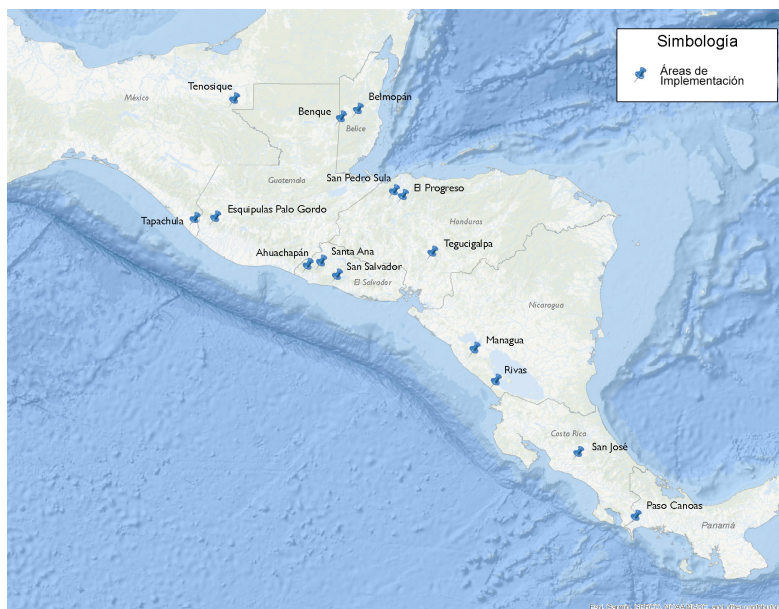 Simbología
Áreas de
Implementación
Tenosique
México
Belmopán
Benque
Belice
Guatemala
San Pedro Sula
El Progreso
Esquipulas Palo Gordo
Tapachula
Honduras
Tegucigalpa
Santa Ana
Ahuachapán
San Salvador
El Salvador
Nicaragua
Managua
Rivas
Costa Rica
San José
Paso Canoas
Panamá